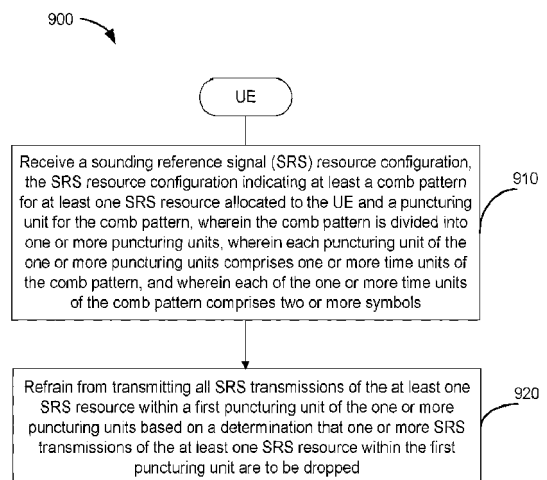 900
UE
Receive a sounding reference signal (SRS) resource configuration,
the SRS resource configuration indicating at least a comb pattern
for at least one SRS resource allocated to the UE and a puncturing
unit for the comb pattern, wherein the comb pattern is divided into
one or more puncturing units, wherein each puncturing unit of the
one or more puncturing units comprises one or more time units of
the comb pattern, and wherein each of the one or more time units
of the comb pattern comprises two or more symbols
910
Refrain from transmitting all SRS transmissions of the at least one
SRS resource within a first puncturing unit of the one or more
puncturing units based on a determination that one or more SRS
transmissions of the at least one SRS resource within the first
puncturing unit are to be dropped
920